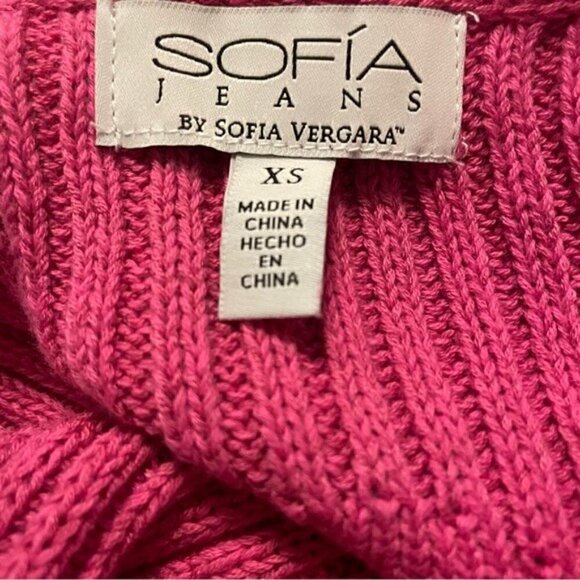 SOFÍA
JEANS
BY SOFIA VERGARA™
XS
MADE IN
CHINA
HECHO
EN
CHINA